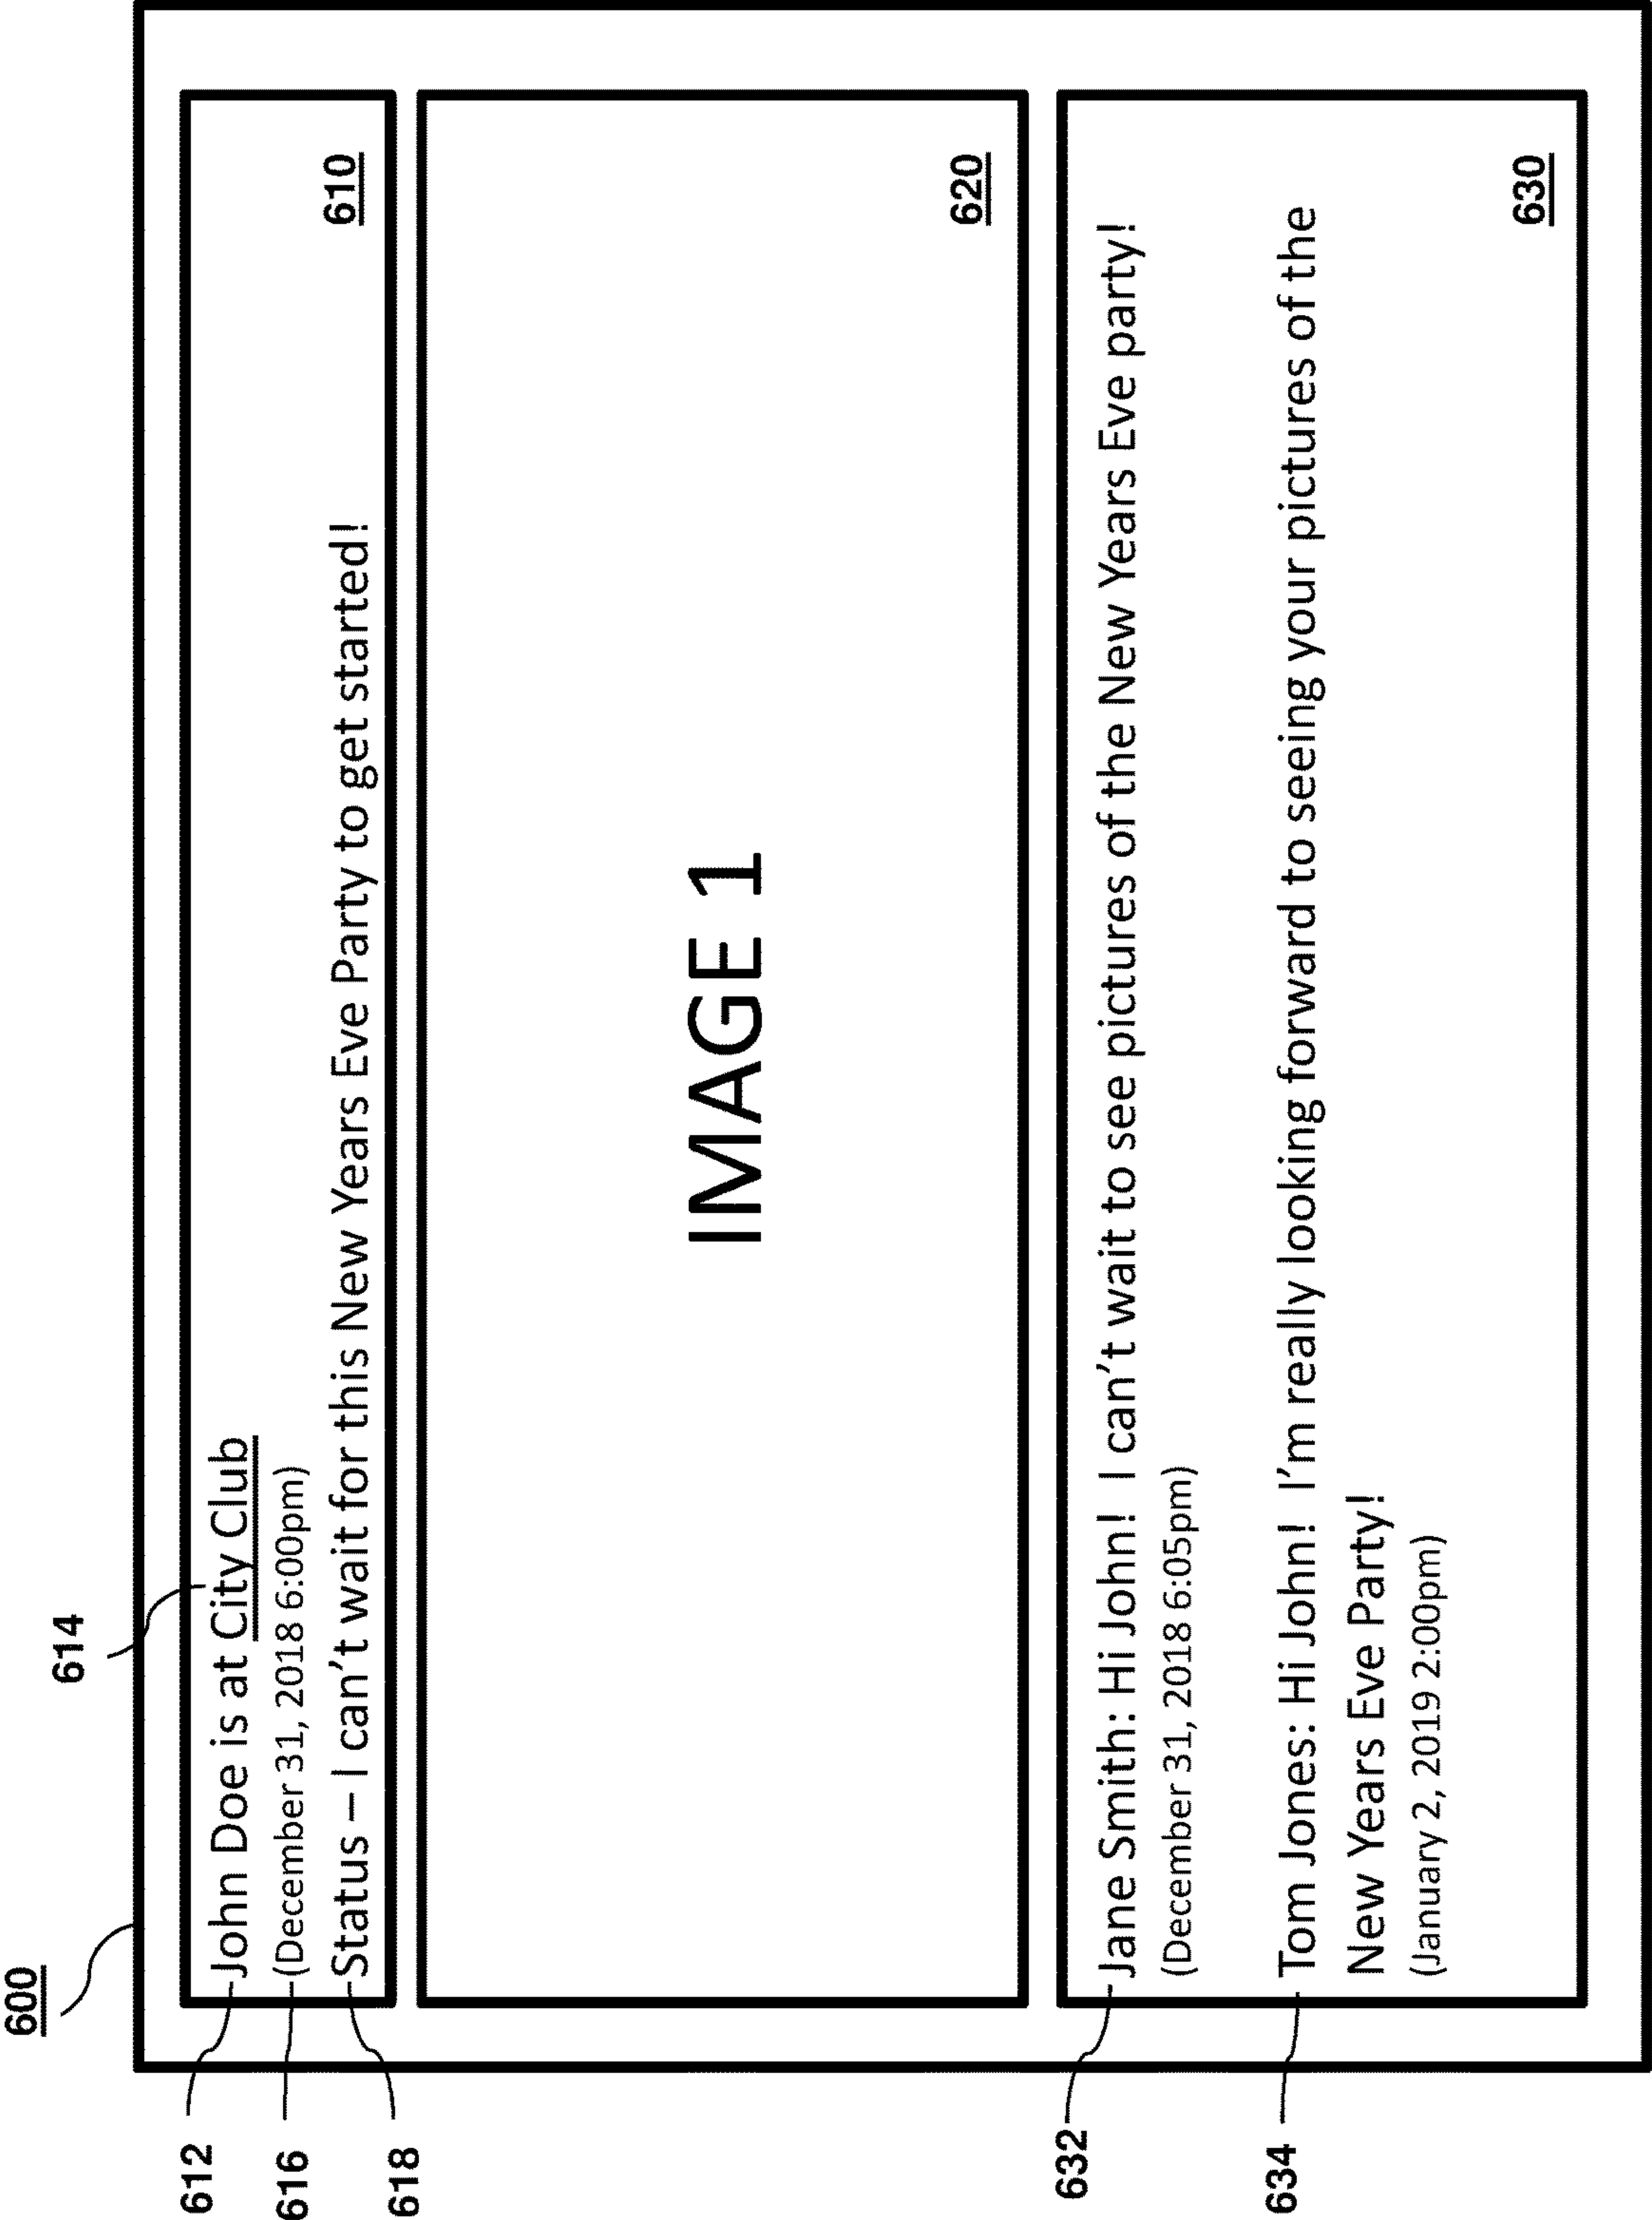 600
614
612
John Doe is at City Club
616
(December 31, 2018 6:00pm)
618
Status – I can't wait for this New Years Eve Party to get started!
610
IMAGE 1
620
632
Jane Smith: Hi John!  I can't wait to see pictures of the New Years Eve party!
(December 31, 2018 6:05pm)
634
Tom Jones: Hi John!  I'm really looking forward to seeing your pictures of the
New Years Eve Party!
(January 2, 2019 2:00pm)
630